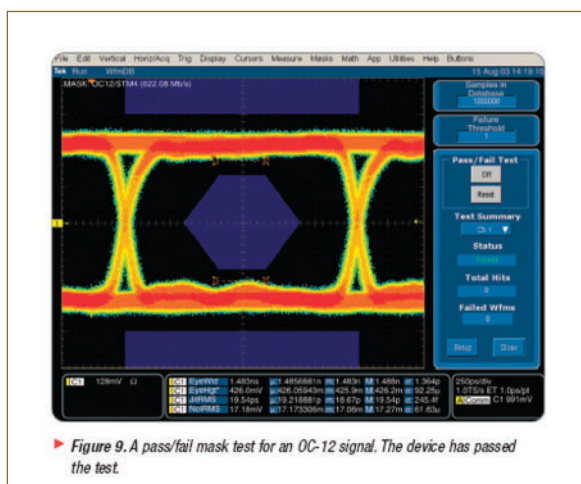 File Edit Vertical Horiz/Acq Trig Display Cursors Measure Masks Math App Utilities Help Buttons
Tek Run WfmDB 15 Aug 03 14:19:15
MASK: OC12/STM4 (622.08 Mb/s)
Samples in
Database
1000000
Failure
Threshold
1
Pass/Fail Test
Off
Reset
Test Summary
Ch 1
Status
Passed
Total Hits
0
Failed Wfms
0
Setup Close
C1 128mV Ω
C1 EyeWid 1.483ns µ:1.4856881n m:1.483n M:1.488n σ:1.364p
C1 EyeHgt* 426.0mV µ:426.05943m m:425.9m M:426.2m σ:92.25µ
C1 JitRMS 19.54ps µ:19.218881p m:18.67p M:19.54p σ:245.4f
C1 NoiRMS 17.18mV µ:17.173306m m:17.06m M:17.27m σ:61.63µ
250ps/div
1.0TS/s ET 1.0ps/pt
A Comm C1 991mV
Figure 9. A pass/fail mask test for an OC-12 signal. The device has passed
the test.